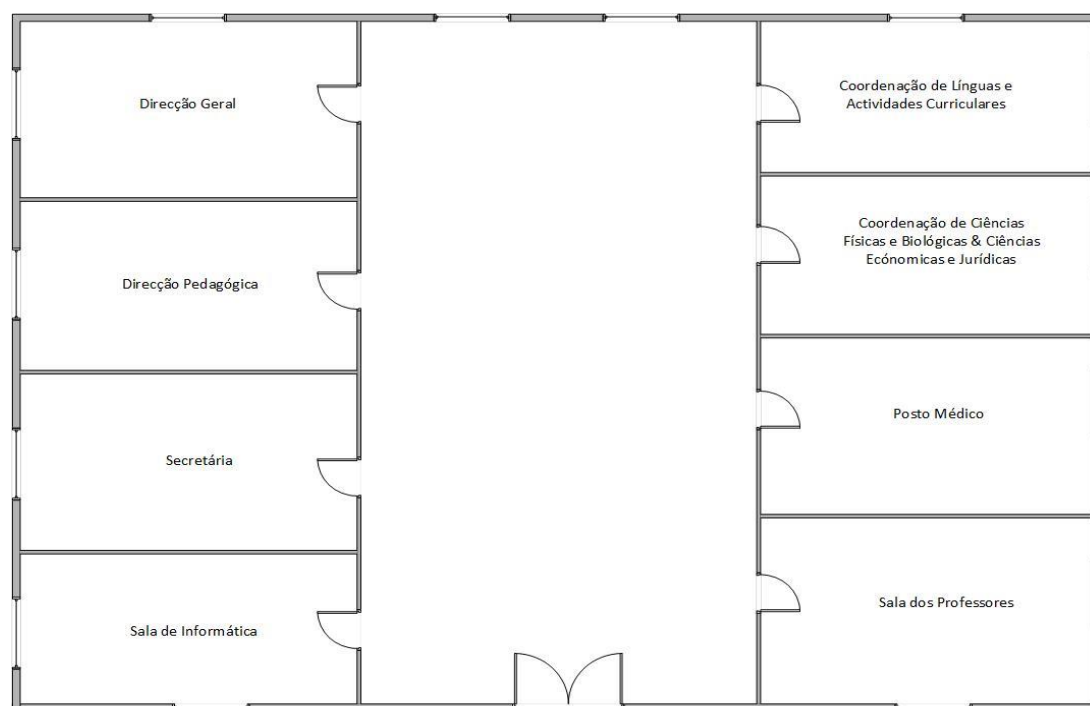 Direcção Geral
Coordenação de Línguas e
Actividades Curriculares
Direcção Pedagógica
Coordenação de Ciências
Físicas e Biológicas & Ciências
Ecónomicas e Jurídicas
Secretária
Posto Médico
Sala de Informática
Sala dos Professores